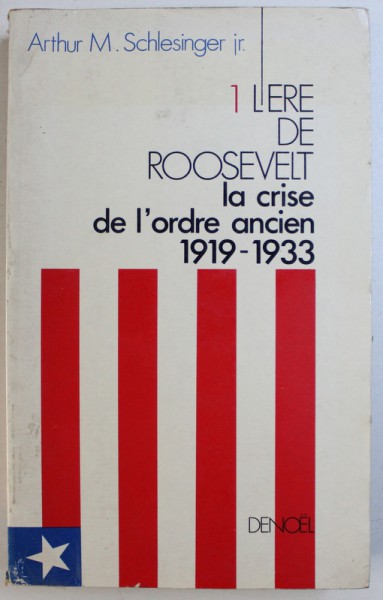 Arthur M. Schlesinger jr.
1 L'ERE
DE
ROOSEVELT
la crise
de l'ordre ancien
1919-1933
DENOËL